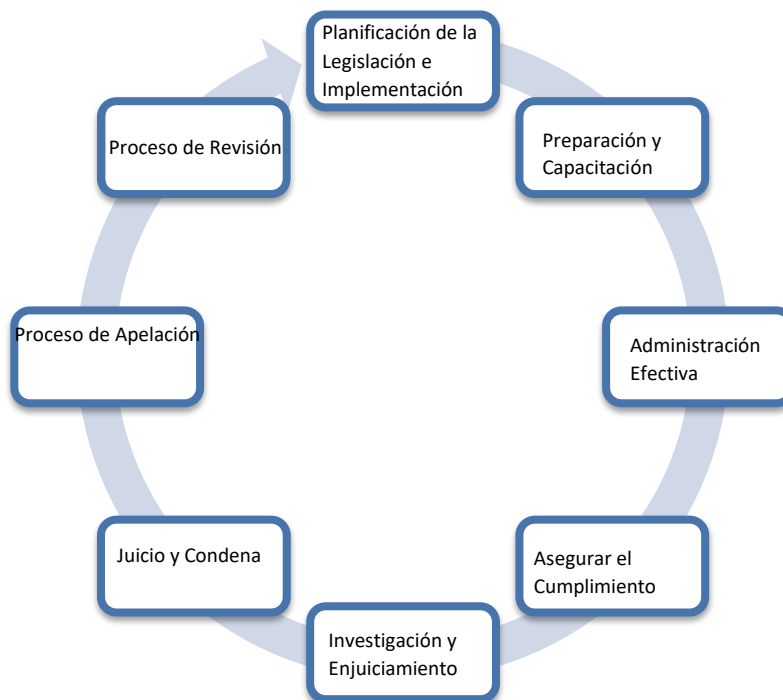 Planificación de la
Legislación e
Implementación
Preparación y
Capacitación
Administración
Efectiva
Asegurar el
Cumplimiento
Investigación y
Enjuiciamiento
Juicio y Condena
Proceso de Apelación
Proceso de Revisión